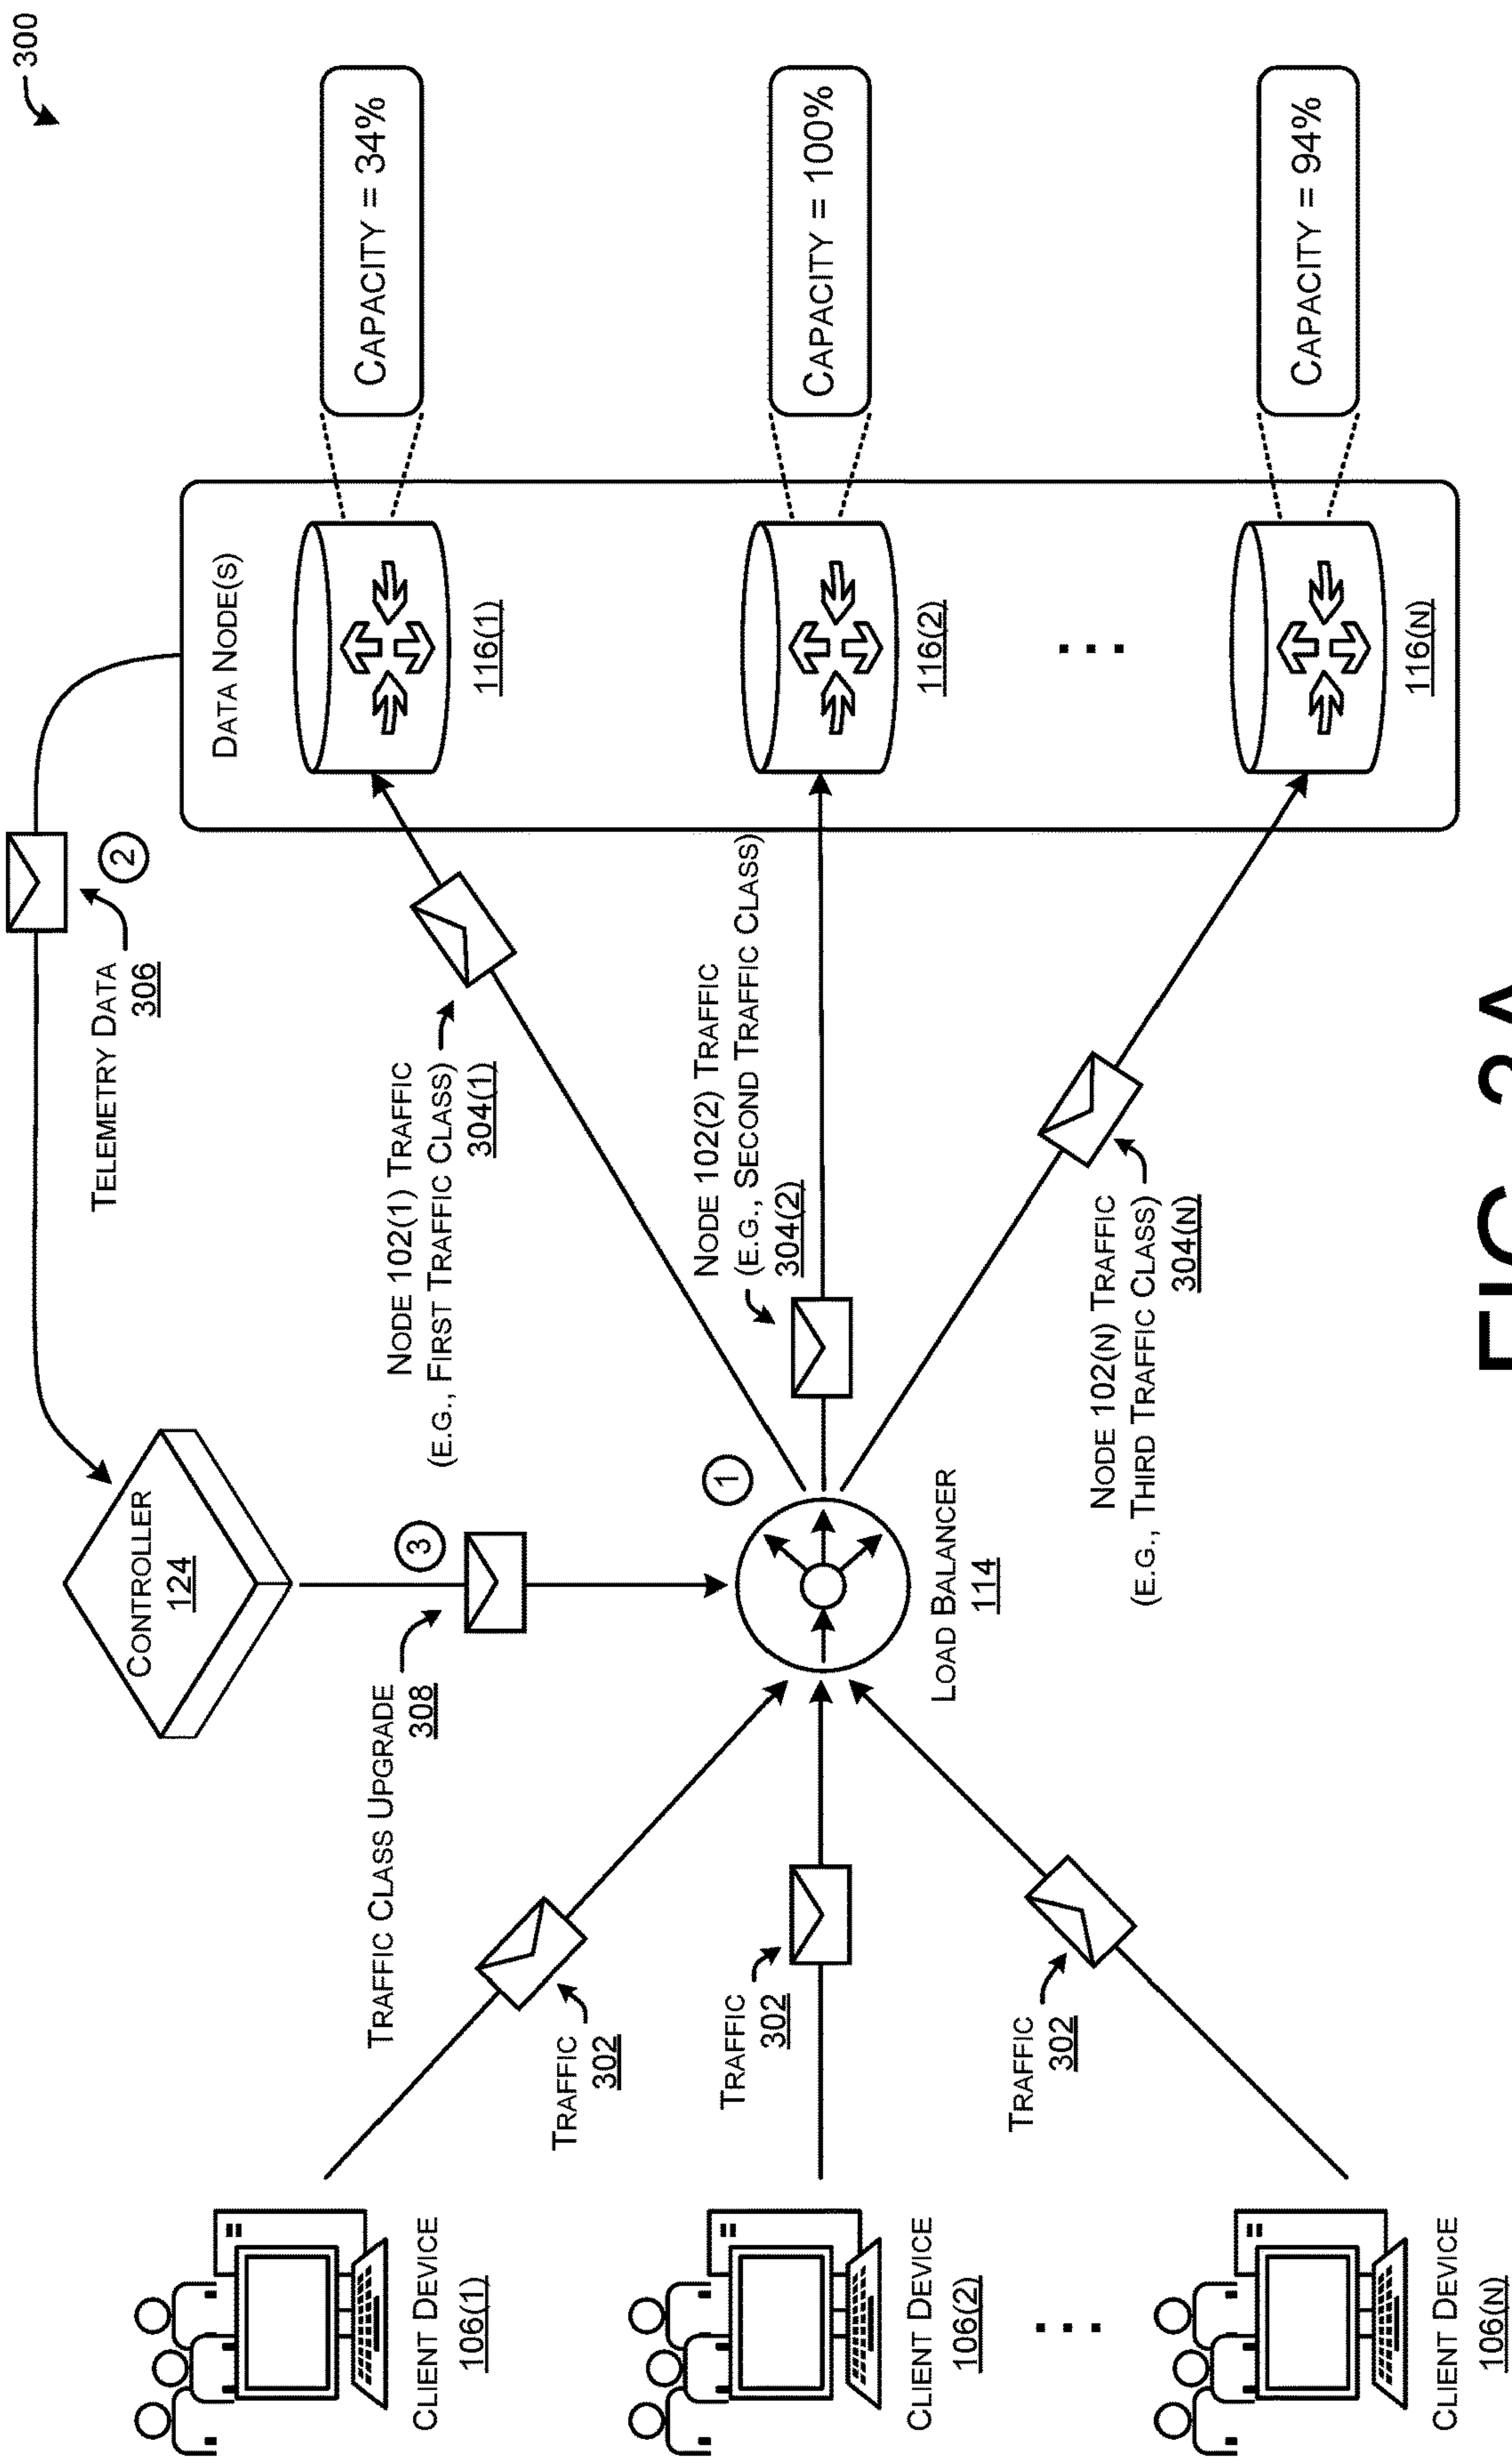 300
TELEMETRY DATA
306
2
CONTROLLER
124
3
TRAFFIC CLASS UPGRADE
308
DATA NODE(S)
116(1)
CAPACITY = 34%
116(2)
CAPACITY = 100%
...
116(N)
CAPACITY = 94%
NODE 102(1) TRAFFIC
(E.G., FIRST TRAFFIC CLASS)
304(1)
NODE 102(2) TRAFFIC
(E.G., SECOND TRAFFIC CLASS)
304(2)
NODE 102(N) TRAFFIC
(E.G., THIRD TRAFFIC CLASS)
304(N)
1
LOAD BALANCER
114
TRAFFIC
302
TRAFFIC
302
TRAFFIC
302
CLIENT DEVICE
106(1)
CLIENT DEVICE
106(2)
...
CLIENT DEVICE
106(N)